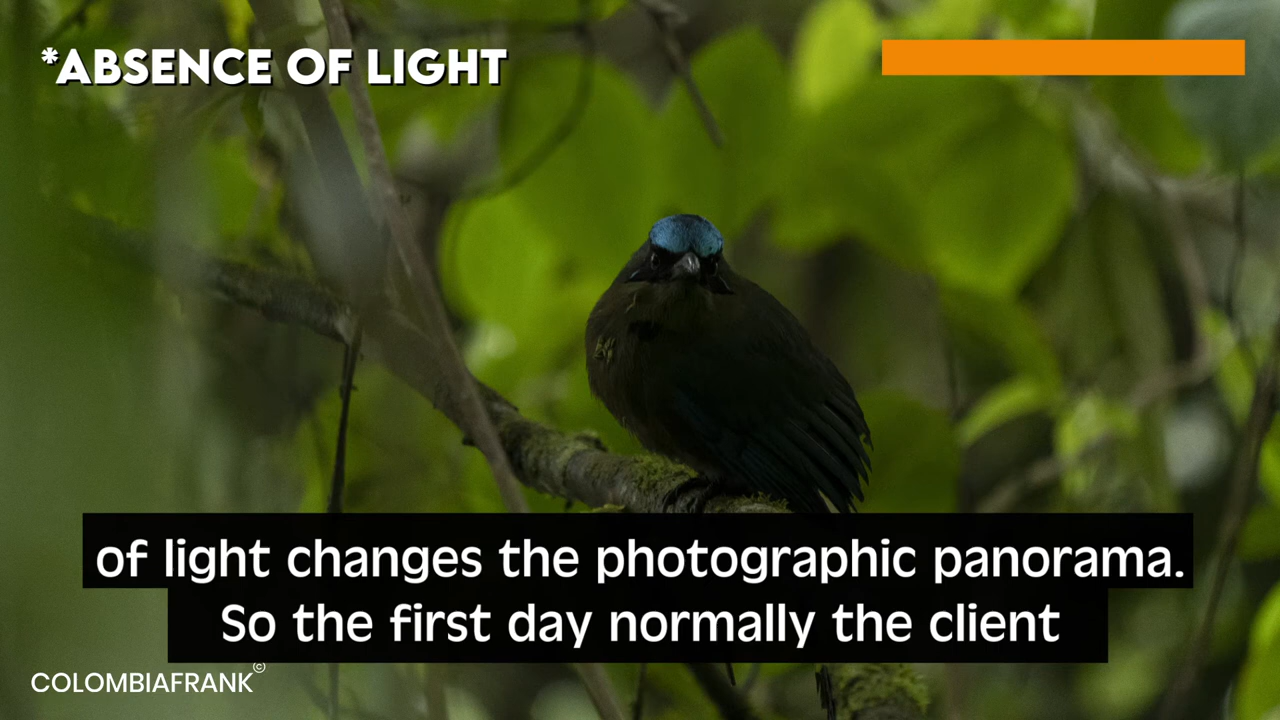 *ABSENCE OF LIGHT
of light changes the photographic panorama.
So the first day normally the client
COLOMBIAFRANK©